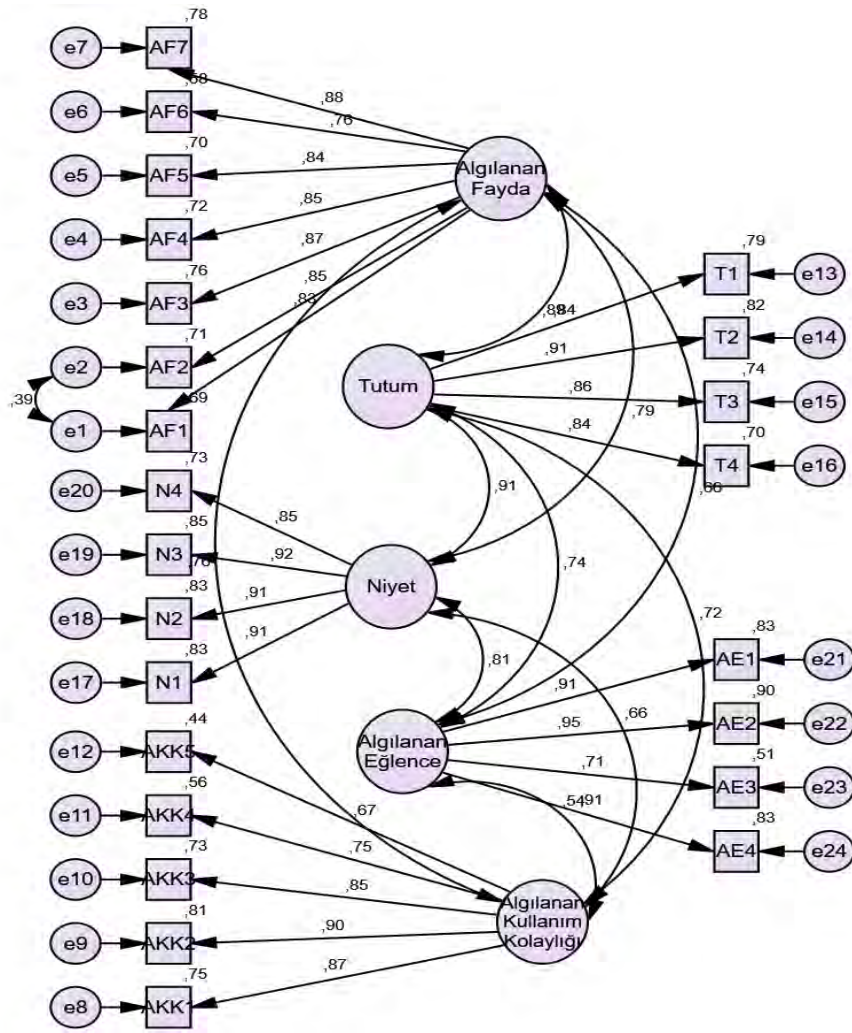 ,78
e7
AF7
,88
e6
AF6
,76
,70
e5
AF5
,84
Algılanan
Fayda
,72
e4
AF4
,85
,76
e3
AF3
,87
,71
e2
AF2
,85
,39
e1
AF1
,83
,69
,79
T1
e13
,82
T2
e14
,91
Tutum
,74
T3
e15
,86
,70
T4
e16
,84
,79
,66
,73
e20
N4
,85
,91
,85
e19
N3
,92
Niyet
,74
,83
e18
N2
,91
,83
e17
N1
,91
,81
,72
,66
,44
e12
AKK5
,67
Algılanan
Eğlence
,83
AE1
e21
,91
,90
AE2
e22
,95
,51
AE3
e23
,71
,83
AE4
e24
,54
,91
,56
e11
AKK4
,75
,73
e10
AKK3
,85
Algılanan
Kullanım
Kolaylığı
,81
e9
AKK2
,90
,75
e8
AKK1
,87